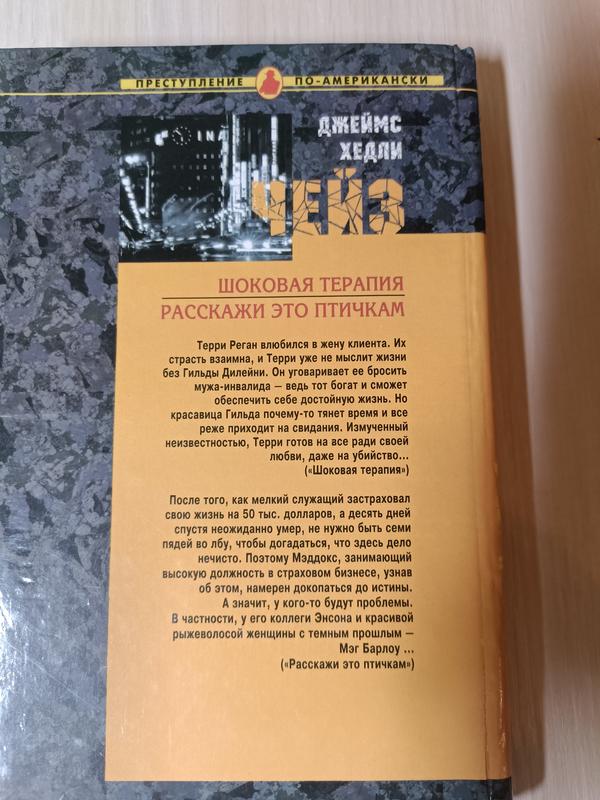 ПРЕСТУПЛЕНИЕ ПО-АМЕРИКАНСКИ
INA
ДЖЕЙМС
ХЕДЛИ
ЧЕЙЗ
ШОКОВАЯ ТЕРАПИЯ
РАССКАЖИ ЭТО ПТИЧКАМ
Терри Реган влюбился в жену клиента. Их
страсть взаимна, и Терри уже не мыслит жизни
без Гильды Дилейни. Он уговаривает ее бросить
мужа-инвалида – ведь тот богат и сможет
обеспечить себе достойную жизнь. Но
красавица Гильда почему-то тянет время и все
реже приходит на свидания. Измученный
неизвестностью, Терри готов на все ради своей
любви, даже на убийство...
(«Шоковая терапия»)
После того, как мелкий служащий застраховал
свою жизнь на 50 тыс. долларов, а десять дней
спустя неожиданно умер, не нужно быть семи
пядей во лбу, чтобы догадаться, что здесь дело
нечисто. Поэтому Мэддокс, занимающий
высокую должность в страховом бизнесе, узнав
об этом, намерен докопаться до истины.
А значит, у кого-то будут проблемы.
В частности, у его коллеги Энсона и красивой
рыжеволосой женщины с темным прошлым –
Мэг Барлоу ...
(«Расскажи это птичкам»)